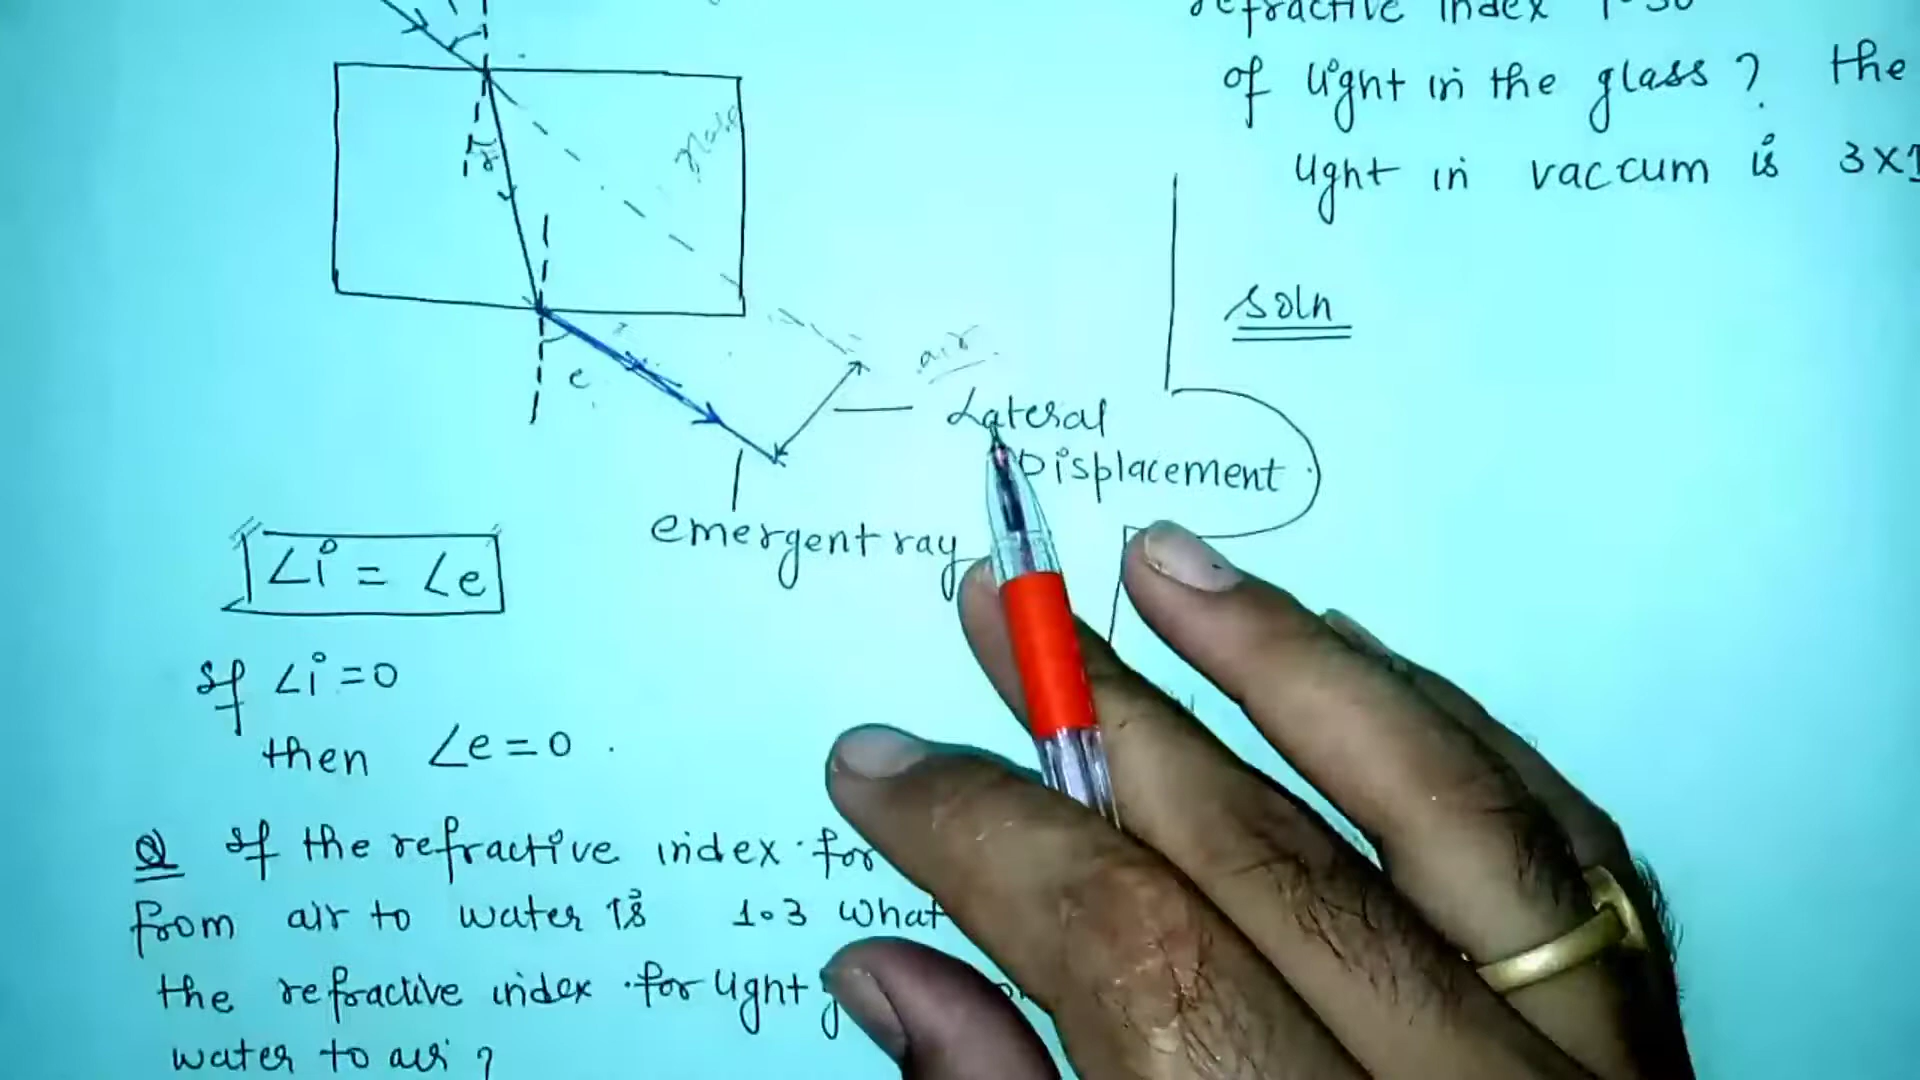 r
air
Lateral
Displacement
e
emergent ray
∠i = ∠e
If ∠i = 0
then ∠e = 0 .
Q If the refractive index for
from air to water is 1.3 What
the refractive index for light
water to air ?
refractive index
of light in the glass ? the
light in vaccum is 3x1
Soln